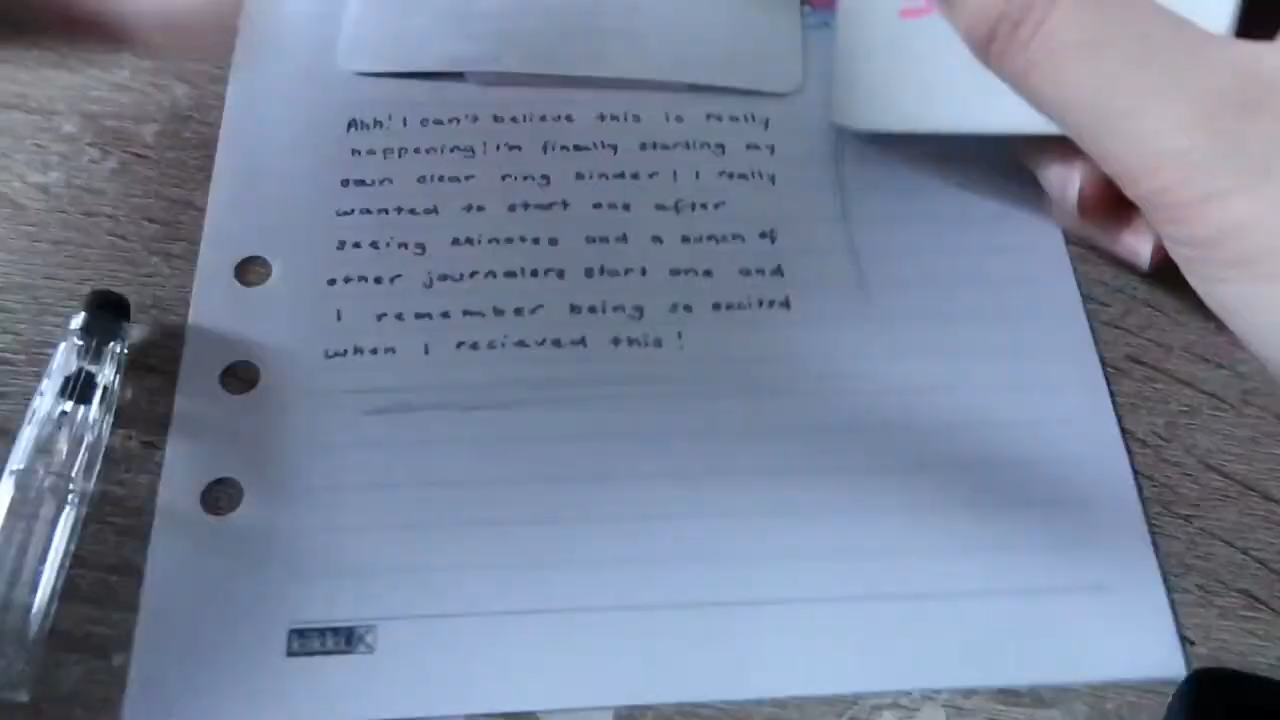 Ahh! I can't believe this is really
happening! I'm finally starting my
own clear ring binder! I really
wanted to start one after
seeing and a bunch of
other journalers start one and
I remember being so excited
when I recieved this!
kikki.K